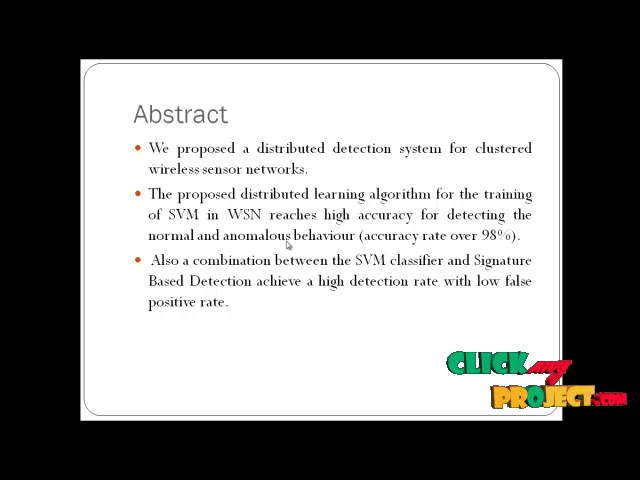 Abstract
• We proposed a distributed detection system for clustered
wireless sensor networks.
• The proposed distributed learning algorithm for the training
of SVM in WSN reaches high accuracy for detecting the
normal and anomalous behaviour (accuracy rate over 98%).
• Also a combination between the SVM classifier and Signature
Based Detection achieve a high detection rate with low false
positive rate.
CLICK my
PROJECT.COM